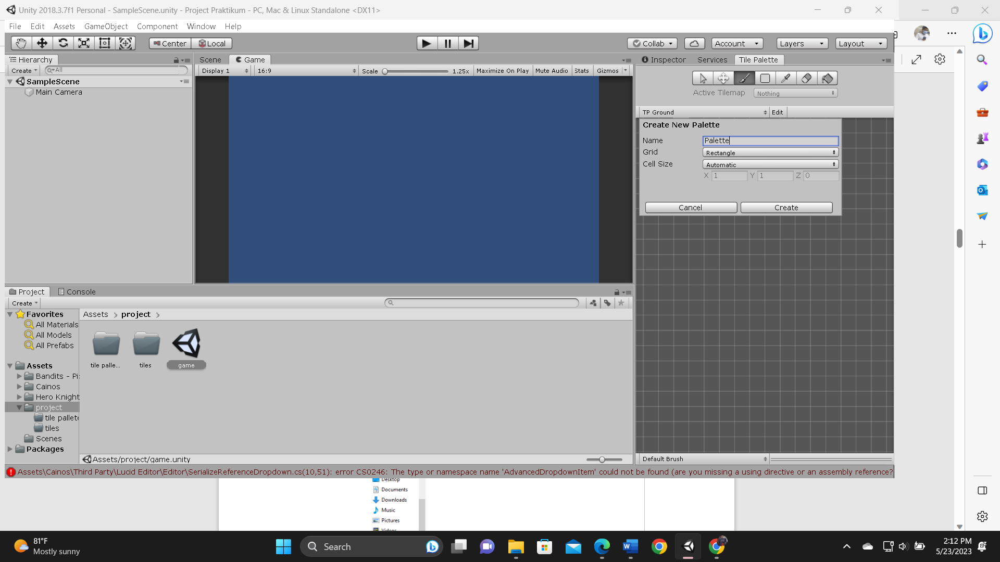 Unity 2018.3.7f1 Personal - SampleScene.unity - Project Praktikum - PC, Mac & Linux Standalone <DX11>
File Edit Assets GameObject Component Window Help
Center Local Collab Account Layers Layout
Hierarchy Scene Game Inspector Services Tile Palette
Create All Display 1 16:9 Scale 1.25x Maximize On Play Mute Audio Stats Gizmos
SampleScene
Main Camera
Active Tilemap Nothing
TP Ground Edit
Create New Palette
Name Palette
Grid Rectangle
Cell Size Automatic
X 1 Y 1 Z 0
Cancel Create
Project Console
Create
Favorites
All Materials
All Models
All Prefabs
Assets
Bandits - Pi
Cainos
Hero Knight
project
tile pallete
tiles
Scenes
Packages
Assets project
tile palle... tiles game
Assets/project/game.unity
Default Brush
Assets\Cainos\Third Party\Lucid Editor\Editor\SerializeReferenceDropdown.cs(10,51): error CS0246: The type or namespace name 'AdvancedDropdownItem' could not be found (are you missing a using directive or an assembly reference?
Desktop
Documents
Downloads
Music
Pictures
Videos
81°F
Mostly sunny
Search
2:12 PM
5/23/2023